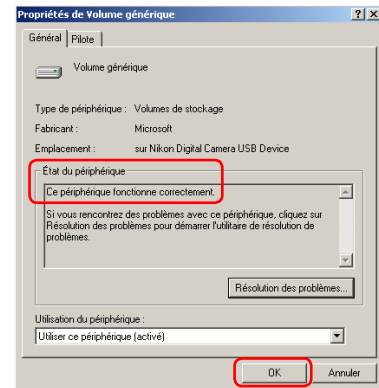 Propriétés de Volume générique
Général Pilote
Volume générique
Type de périphérique : Volumes de stockage
Fabricant : Microsoft
Emplacement : sur Nikon Digital Camera USB Device
État du périphérique
Ce périphérique fonctionne correctement.
Si vous rencontrez des problèmes avec ce périphérique, cliquez sur
Résolution des problèmes pour démarrer l'utilitaire de résolution de
problèmes.
Résolution des problèmes...
Utilisation du périphérique :
Utiliser ce périphérique (activé)
OK Annuler